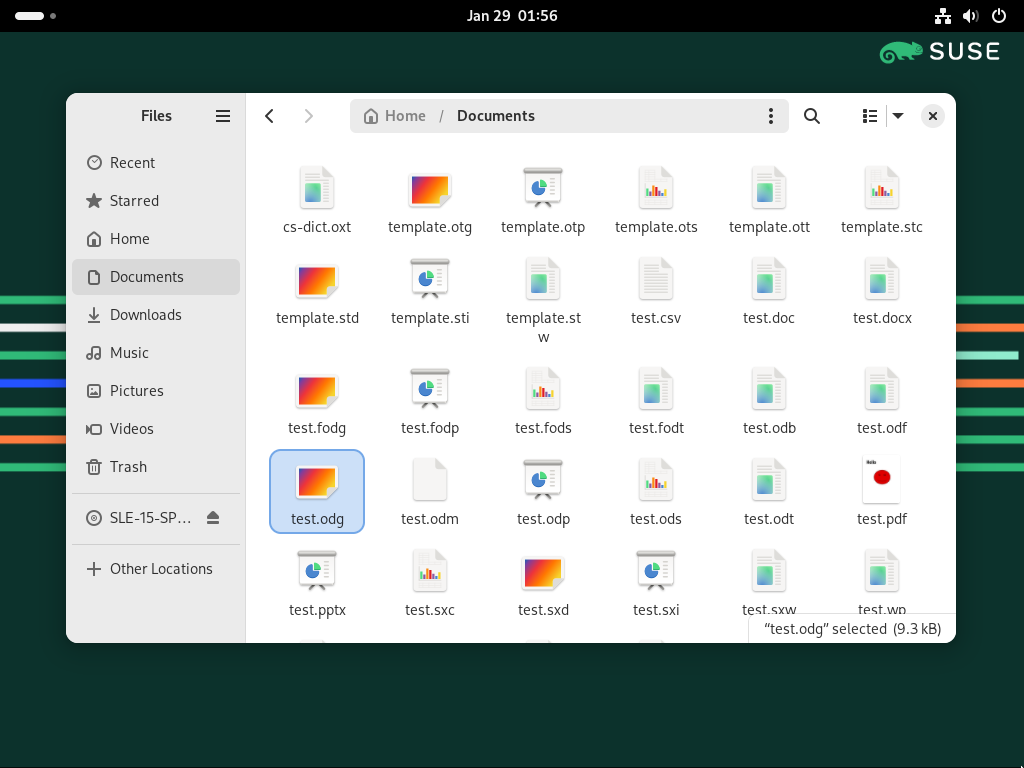 Jan 29 01:56
SUSE
Files
Home / Documents
Recent
Starred
Home
Documents
Downloads
Music
Pictures
Videos
Trash
SLE-15-SP…
Other Locations
cs-dict.oxt
template.otg
template.otp
template.ots
template.ott
template.stc
template.std
template.sti
template.st
w
test.csv
test.doc
test.docx
test.fodg
test.fodp
test.fods
test.fodt
test.odb
test.odf
test.odg
test.odm
test.odp
test.ods
test.odt
test.pdf
test.pptx
test.sxc
test.sxd
test.sxi
test.sxw
test.wp
“test.odg” selected (9.3 kB)